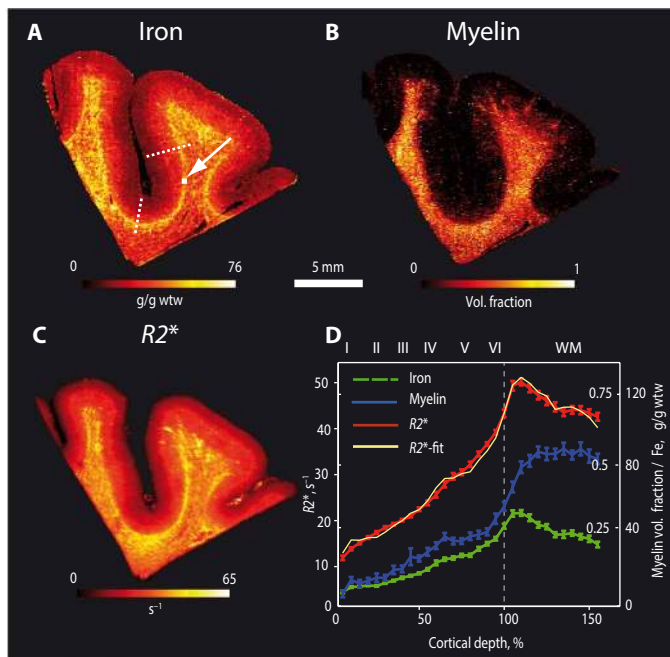 A Iron
B Myelin
0 76
g/g wtw
5 mm
0 1
Vol. fraction
C R2*
0 65
s⁻¹
D
I II III IV V VI WM
Iron
Myelin
R2*
R2*-fit
R2*, s⁻¹
50
40
30
20
10
0
0.75 120
0.5 80
0.25 40
0
Myelin vol. fraction / Fe, g/g wtw
0 50 100 150
Cortical depth, %